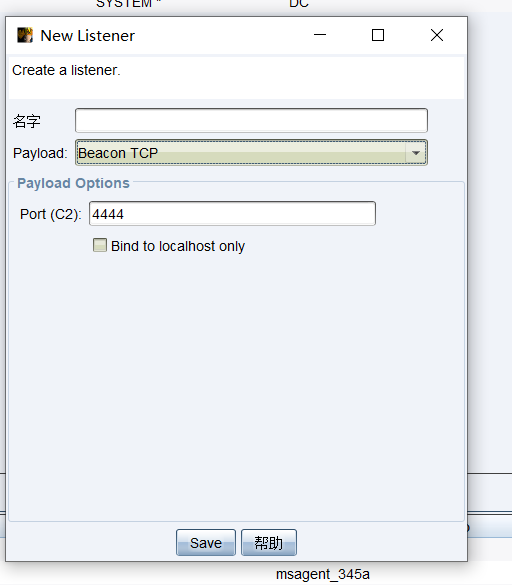 SYSTEM * DC
New Listener
Create a listener.
名字
Payload: Beacon TCP
Payload Options
Port (C2): 4444
Bind to localhost only
Save 帮助
msagent_345a